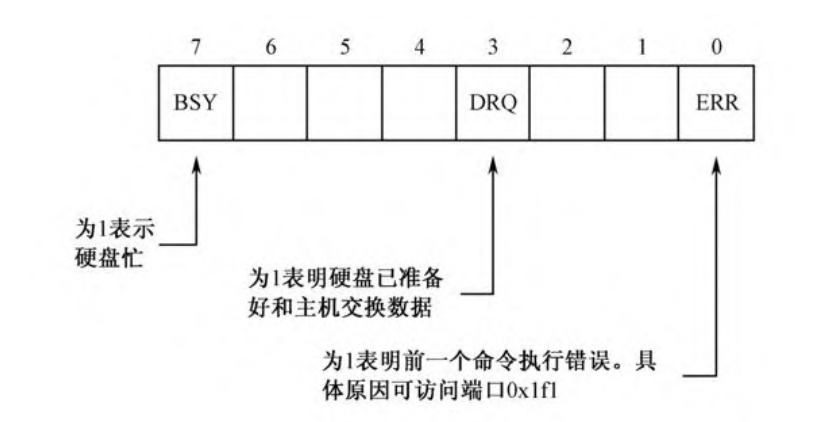 7 6 5 4 3 2 1 0
BSY DRQ ERR
为1表示
硬盘忙
为1表明硬盘已准备
好和主机交换数据
为1表明前一个命令执行错误。具
体原因可访问端口0x1f1